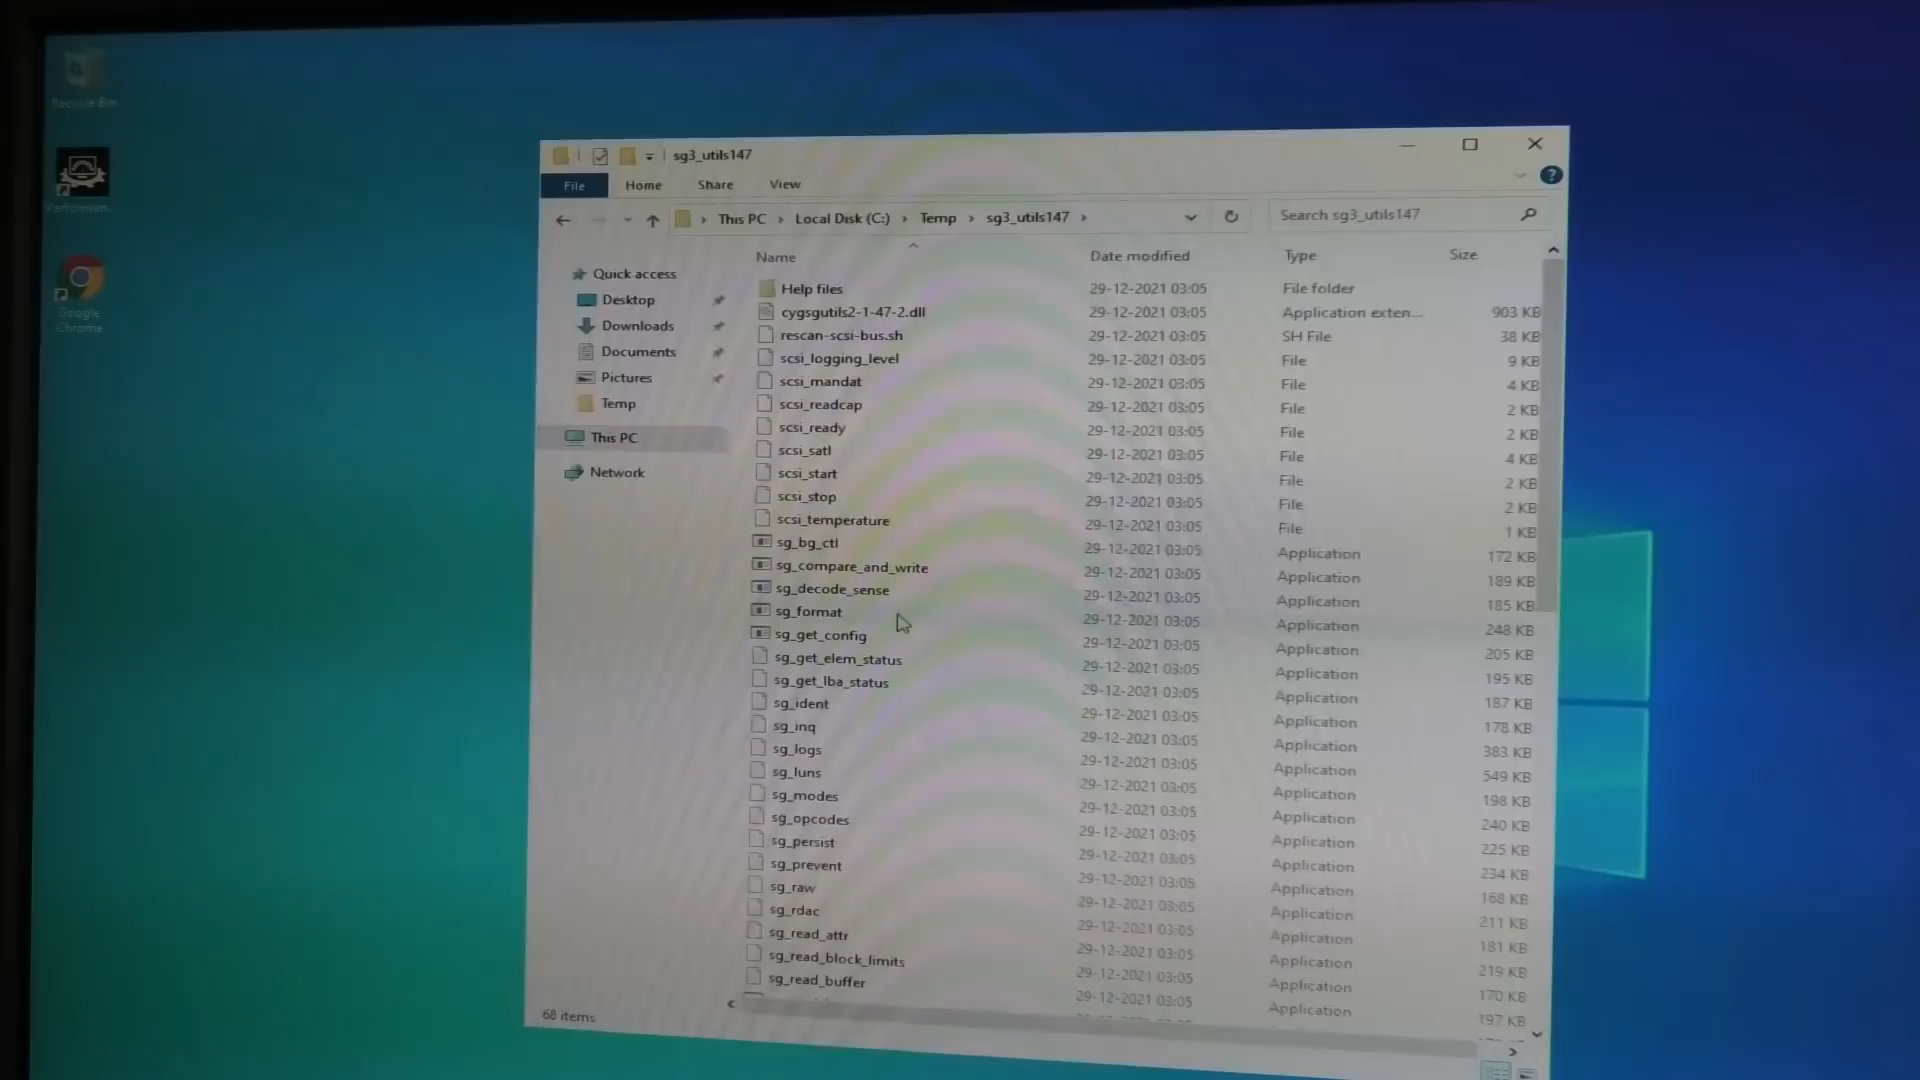 Recycle Bin
Google
Chrome
sg3_utils147
File Home Share View
This PC Local Disk (C:) Temp sg3_utils147
Search sg3_utils147
Quick access
Desktop
Downloads
Documents
Pictures
Temp
This PC
Network
Name Date modified Type Size
Help files 29-12-2021 03:05 File folder
cygsgutils2-1-47-2.dll 29-12-2021 03:05 Application exten... 903 KB
rescan-scsi-bus.sh 29-12-2021 03:05 SH File 38 KB
scsi_logging_level 29-12-2021 03:05 File 9 KB
scsi_mandat 29-12-2021 03:05 File 4 KB
scsi_readcap 29-12-2021 03:05 File 2 KB
scsi_ready 29-12-2021 03:05 File 2 KB
scsi_satl 29-12-2021 03:05 File 4 KB
scsi_start 29-12-2021 03:05 File 2 KB
scsi_stop 29-12-2021 03:05 File 2 KB
scsi_temperature 29-12-2021 03:05 File 1 KB
sg_bg_ctl 29-12-2021 03:05 Application 172 KB
sg_compare_and_write 29-12-2021 03:05 Application 189 KB
sg_decode_sense 29-12-2021 03:05 Application 185 KB
sg_format 29-12-2021 03:05 Application 248 KB
sg_get_config 29-12-2021 03:05 Application 205 KB
sg_get_elem_status 29-12-2021 03:05 Application 195 KB
sg_get_lba_status 29-12-2021 03:05 Application 187 KB
sg_ident 29-12-2021 03:05 Application 178 KB
sg_inq 29-12-2021 03:05 Application 383 KB
sg_logs 29-12-2021 03:05 Application 549 KB
sg_luns 29-12-2021 03:05 Application 198 KB
sg_modes 29-12-2021 03:05 Application 240 KB
sg_opcodes 29-12-2021 03:05 Application 225 KB
sg_persist 29-12-2021 03:05 Application 234 KB
sg_prevent 29-12-2021 03:05 Application 168 KB
sg_raw 29-12-2021 03:05 Application 211 KB
sg_rdac 29-12-2021 03:05 Application 181 KB
sg_read_attr 29-12-2021 03:05 Application 219 KB
sg_read_block_limits 29-12-2021 03:05 Application 170 KB
sg_read_buffer 29-12-2021 03:05 Application 197 KB
68 items